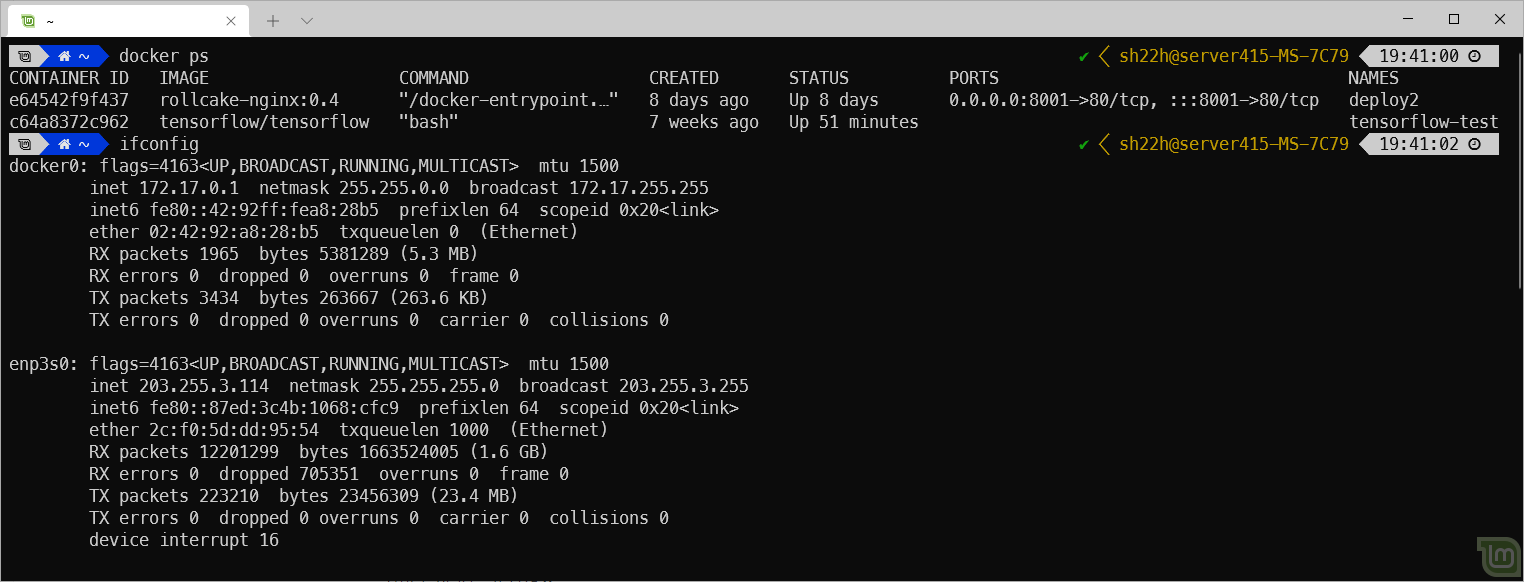 ~
~ docker ps ✔ sh22h@server415-MS-7C79 19:41:00
CONTAINER ID   IMAGE                   COMMAND                  CREATED       STATUS          PORTS                                   NAMES
e64542f9f437   rollcake-nginx:0.4      "/docker-entrypoint.…"   8 days ago    Up 8 days       0.0.0.0:8001->80/tcp, :::8001->80/tcp   deploy2
c64a8372c962   tensorflow/tensorflow   "bash"                   7 weeks ago   Up 51 minutes                                           tensorflow-test
~ ifconfig ✔ sh22h@server415-MS-7C79 19:41:02
docker0: flags=4163<UP,BROADCAST,RUNNING,MULTICAST>  mtu 1500
        inet 172.17.0.1  netmask 255.255.0.0  broadcast 172.17.255.255
        inet6 fe80::42:92ff:fea8:28b5  prefixlen 64  scopeid 0x20<link>
        ether 02:42:92:a8:28:b5  txqueuelen 0  (Ethernet)
        RX packets 1965  bytes 5381289 (5.3 MB)
        RX errors 0  dropped 0  overruns 0  frame 0
        TX packets 3434  bytes 263667 (263.6 KB)
        TX errors 0  dropped 0 overruns 0  carrier 0  collisions 0
enp3s0: flags=4163<UP,BROADCAST,RUNNING,MULTICAST>  mtu 1500
        inet 203.255.3.114  netmask 255.255.255.0  broadcast 203.255.3.255
        inet6 fe80::87ed:3c4b:1068:cfc9  prefixlen 64  scopeid 0x20<link>
        ether 2c:f0:5d:dd:95:54  txqueuelen 1000  (Ethernet)
        RX packets 12201299  bytes 1663524005 (1.6 GB)
        RX errors 0  dropped 705351  overruns 0  frame 0
        TX packets 223210  bytes 23456309 (23.4 MB)
        TX errors 0  dropped 0 overruns 0  carrier 0  collisions 0
        device interrupt 16